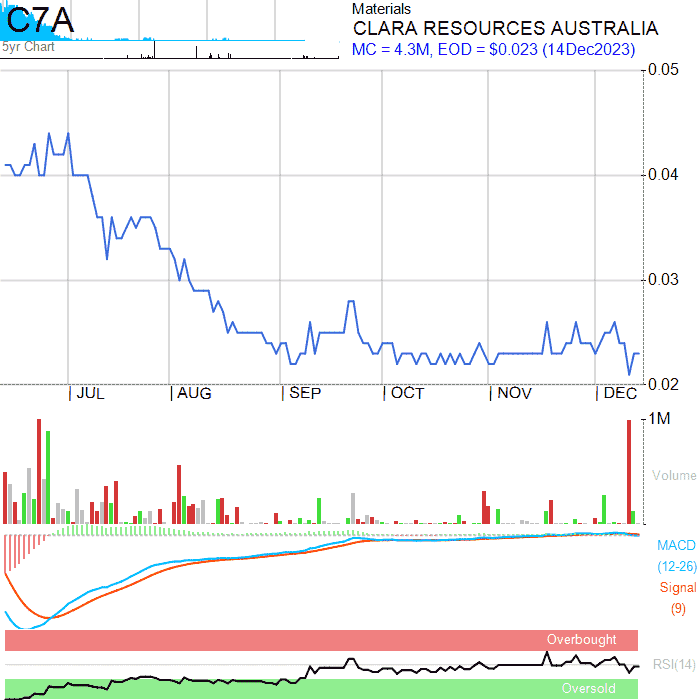 C7A
5yr Chart
Materials
CLARA RESOURCES AUSTRALIA
MC = 4.3M, EOD = $0.023 (14Dec2023)
0.05
0.04
0.03
0.02
JUL AUG SEP OCT NOV DEC
1M
Volume
MACD
(12-26)
Signal
(9)
Overbought
RSI(14)
Oversold